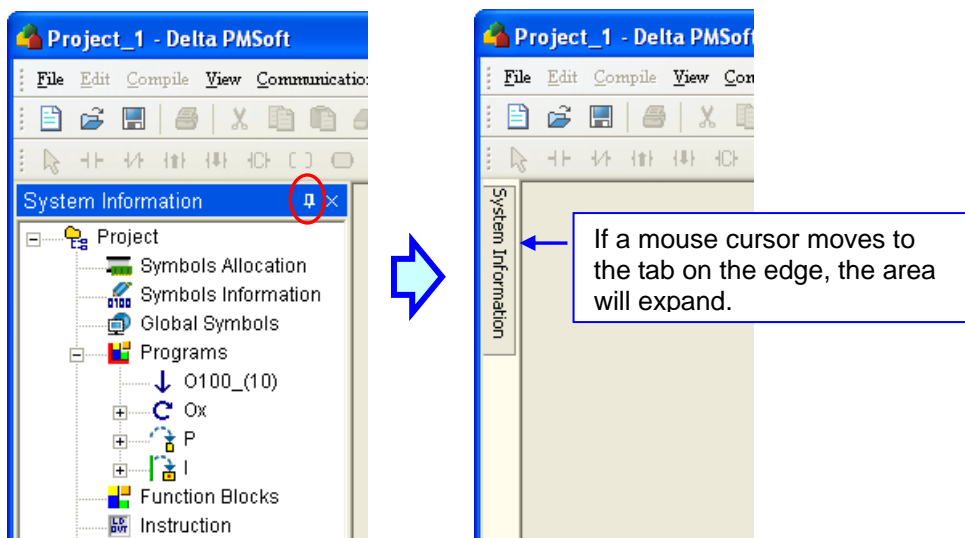 Project_1 - Delta PMSoft
File Edit Compile View Communication
System Information
Project
Symbols Allocation
Symbols Information
Global Symbols
Programs
O100_(10)
Ox
P
I
Function Blocks
Instruction
Project_1 - Delta PMSoft
File Edit Compile View Com
System Information
If a mouse cursor moves to
the tab on the edge, the area
will expand.